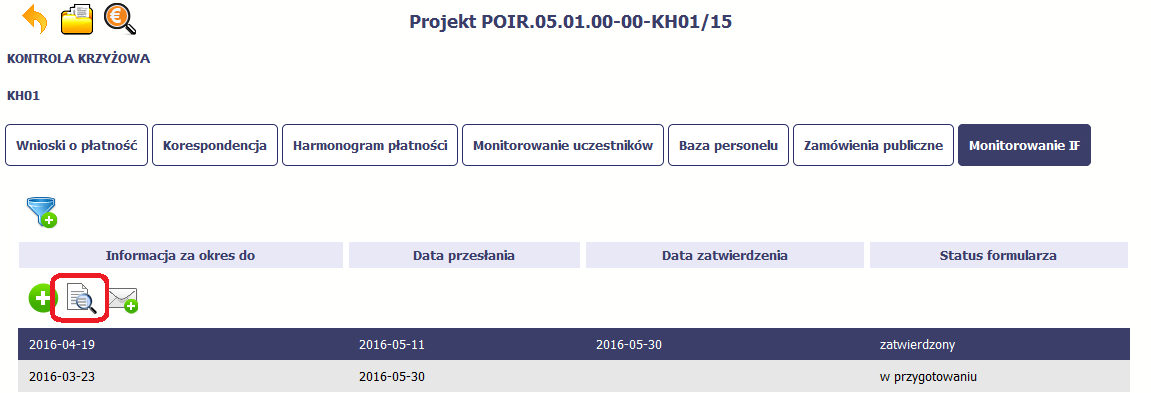 Projekt POIR.05.01.00-00-KH01/15
KONTROLA KRZYŻOWA
KH01
Wnioski o płatność Korespondencja Harmonogram płatności Monitorowanie uczestników Baza personelu Zamówienia publiczne Monitorowanie IF
Informacja za okres do Data przesłania Data zatwierdzenia Status formularza
2016-04-19 2016-05-11 2016-05-30 zatwierdzony
2016-03-23 2016-05-30 w przygotowaniu